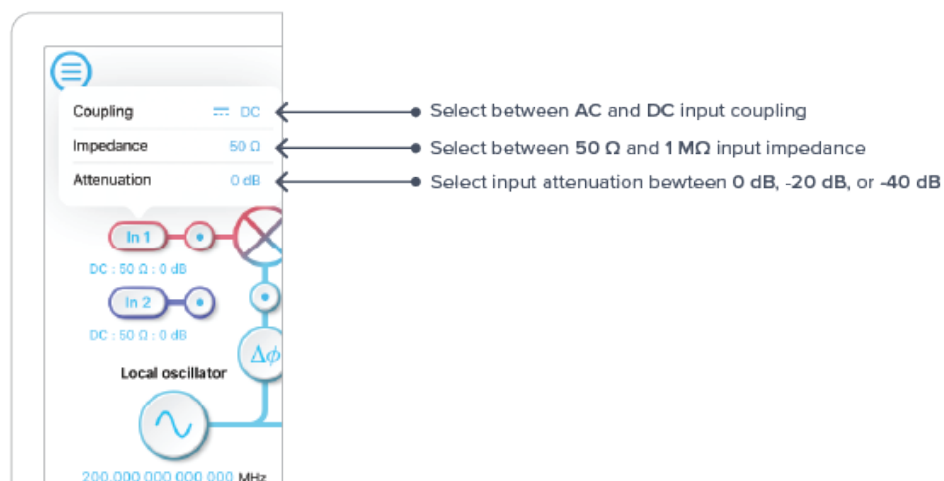 Coupling DC Select between AC and DC input coupling
Impedance 50 Ω Select between 50 Ω and 1 MΩ input impedance
Attenuation 0 dB Select input attenuation bewteen 0 dB, -20 dB, or -40 dB
In 1
DC : 50 Ω : 0 dB
In 2
DC : 50 Ω : 0 dB
Δϕ
Local oscillator
200.000 000 000 000 MHz